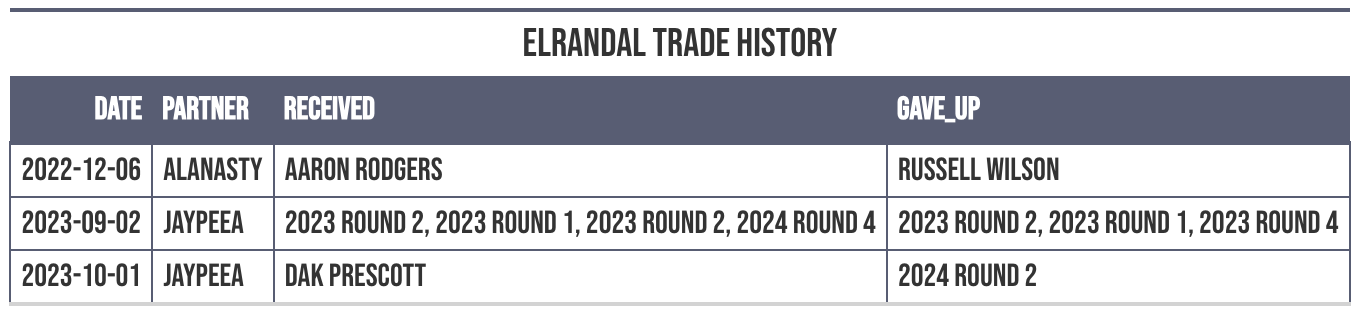 ELRANDAL TRADE HISTORY
DATE PARTNER RECEIVED GAVE_UP
2022-12-06 ALANASTY AARON RODGERS RUSSELL WILSON
2023-09-02 JAYPEEA 2023 ROUND 2, 2023 ROUND 1, 2023 ROUND 2, 2024 ROUND 4 2023 ROUND 2, 2023 ROUND 1, 2023 ROUND 4
2023-10-01 JAYPEEA DAK PRESCOTT 2024 ROUND 2